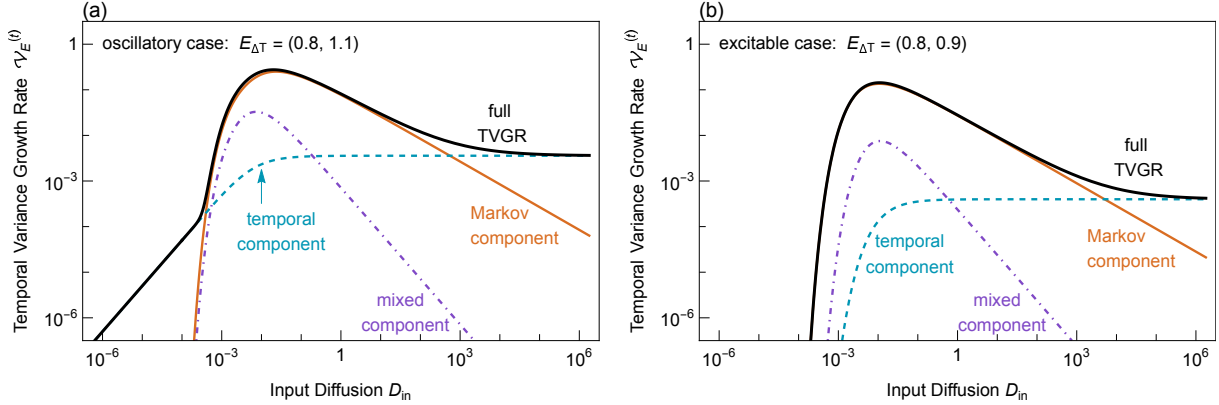 (a)
oscillatory case: E_ΔT = (0.8, 1.1)
Temporal Variance Growth Rate 𝒱_E^(t)
1
10^-3
10^-6
full
TVGR
temporal
component
Markov
component
mixed
component
10^-6
10^-3
1
10^3
10^6
Input Diffusion D_in
(b)
excitable case: E_ΔT = (0.8, 0.9)
Temporal Variance Growth Rate 𝒱_E^(t)
1
10^-3
10^-6
full
TVGR
temporal
component
Markov
component
mixed
component
10^-6
10^-3
1
10^3
10^6
Input Diffusion D_in